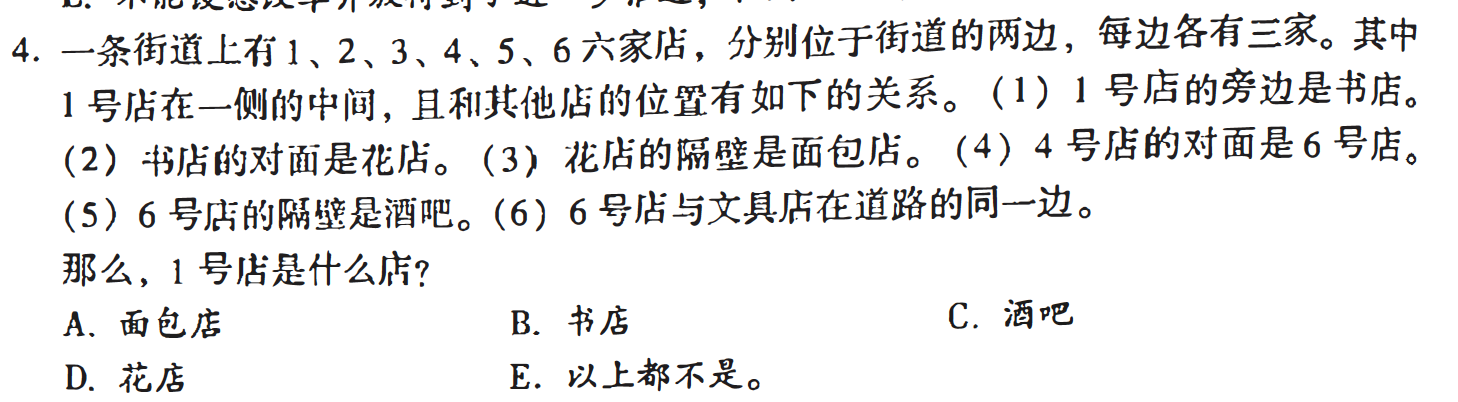 4. 一条街道上有1、2、3、4、5、6六家店，分别位于街道的两边，每边各有三家。其中
1号店在一侧的中间，且和其他店的位置有如下的关系。（1）1号店的旁边是书店。
（2）书店的对面是花店。（3）花店的隔壁是面包店。（4）4号店的对面是6号店。
（5）6号店的隔壁是酒吧。（6）6号店与文具店在道路的同一边。
那么，1号店是什么店？
A. 面包店 B. 书店 C. 酒吧
D. 花店 E. 以上都不是。